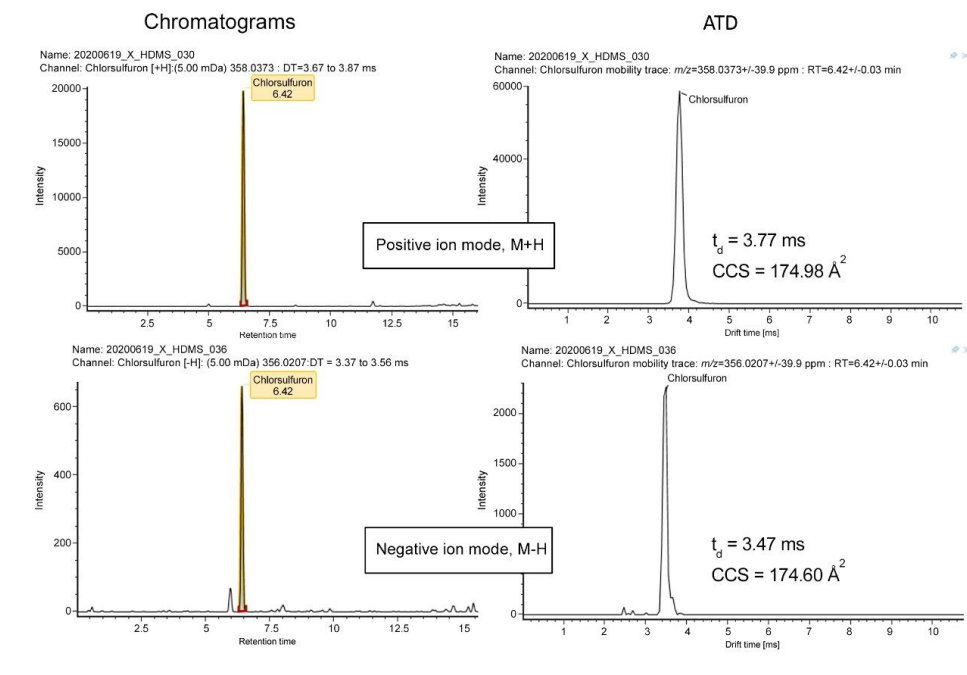 Chromatograms
ATD
Name: 20200619_X_HDMS_030
Channel: Chlorsulfuron [+H]:(5.00 mDa) 358.0373 : DT=3.67 to 3.87 ms
20000
15000
10000
5000
0
Intensity
Chlorsulfuron
6.42
2.5 5 7.5 10 12.5 15
Retention time
Name: 20200619_X_HDMS_030
Channel: Chlorsulfuron mobility trace: m/z=358.0373+/-39.9 ppm : RT=6.42+/-0.03 min
60000
40000
0
Intensity
Chlorsulfuron
Positive ion mode, M+H
td = 3.77 ms
CCS = 174.98 Å2
1 2 3 4 5 6 7 8 9 10
Drift time [ms]
Name: 20200619_X_HDMS_036
Channel: Chlorsulfuron [-H]: (5.00 mDa) 356.0207:DT = 3.37 to 3.56 ms
600
400
200
0
Intensity
Chlorsulfuron
6.42
2.5 5 7.5 10 12.5 15
Retention time
Name: 20200619_X_HDMS_036
Channel: Chlorsulfuron mobility trace: m/z=356.0207+/-39.9 ppm : RT=6.42+/-0.03 min
Chlorsulfuron
2000
1500
1000
0
Intensity
Negative ion mode, M-H
td = 3.47 ms
CCS = 174.60 Å2
1 2 3 4 5 6 7 8 9 10
Drift time [ms]